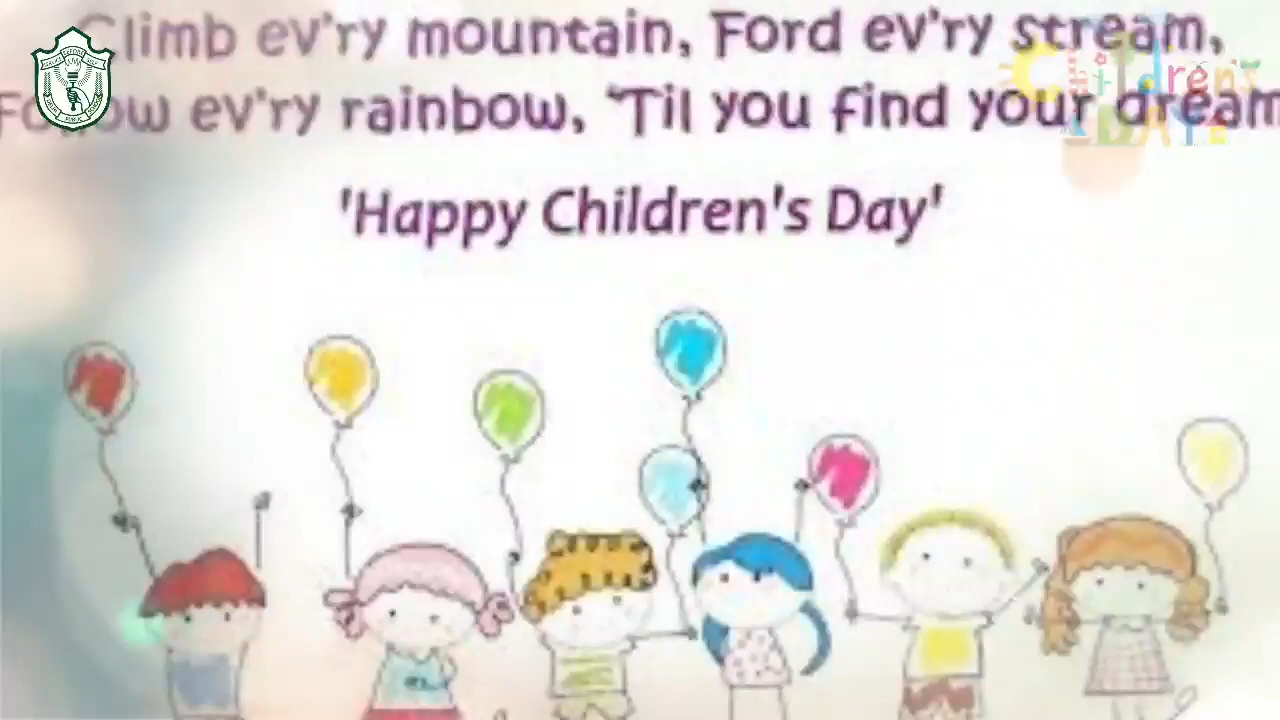 Climb ev'ry mountain, Ford ev'ry stream,
Follow ev'ry rainbow, 'Til you find your dream
'Happy Children's Day'
Children's
DAY